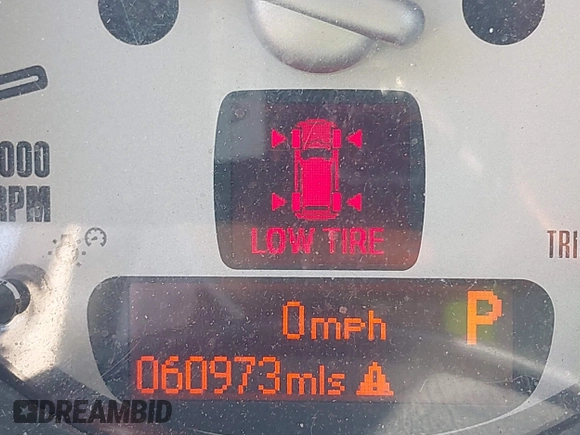 000
RPM
LOW TIRE
TRI
0mph
P
060973mls
DREAMBID